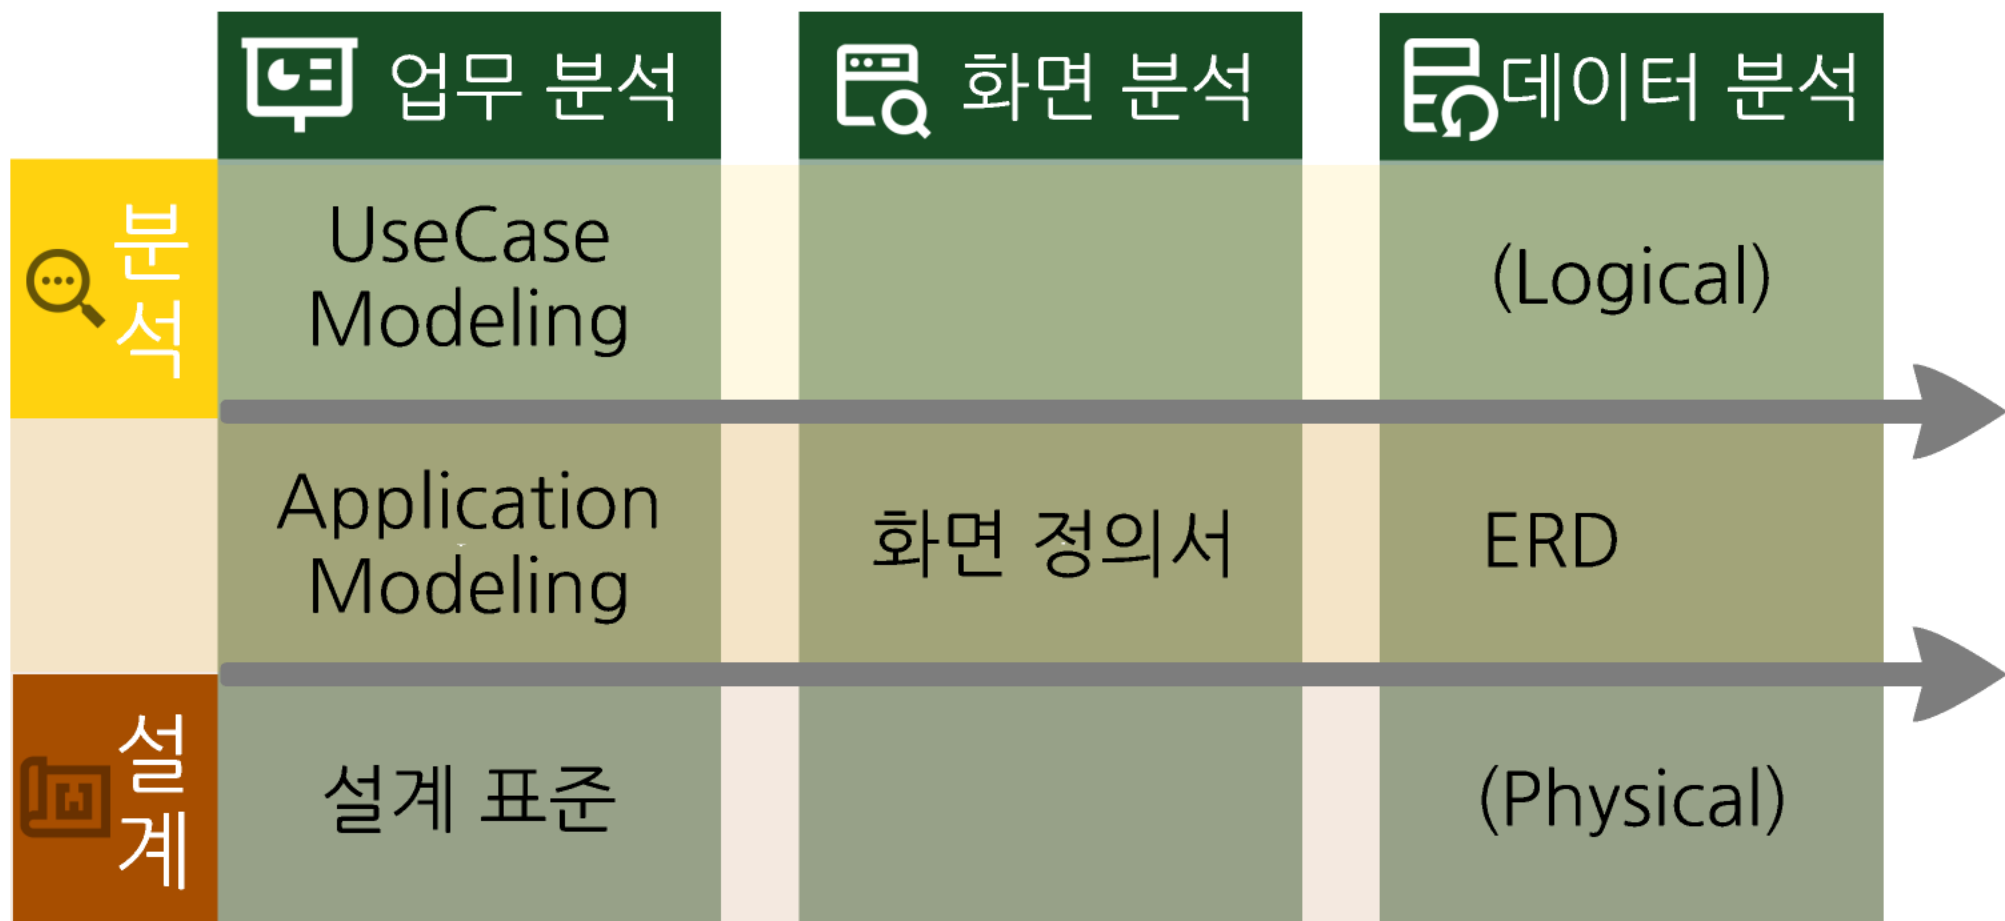 업무 분석
화면 분석
데이터 분석
분
석
UseCase
Modeling
(Logical)
Application
Modeling
화면 정의서
ERD
설
계
설계 표준
(Physical)